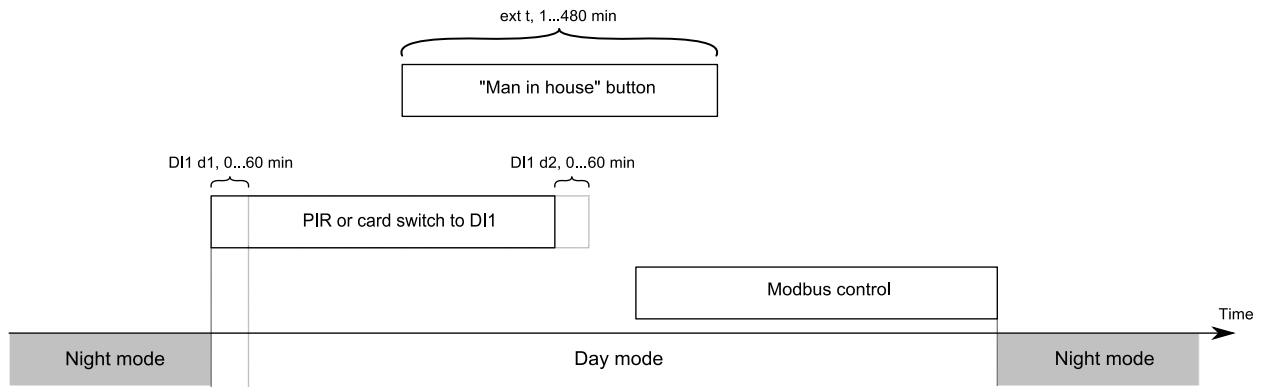 ext t, 1...480 min
"Man in house" button
DI1 d1, 0...60 min
DI1 d2, 0...60 min
PIR or card switch to DI1
Modbus control
Time
Night mode
Day mode
Night mode